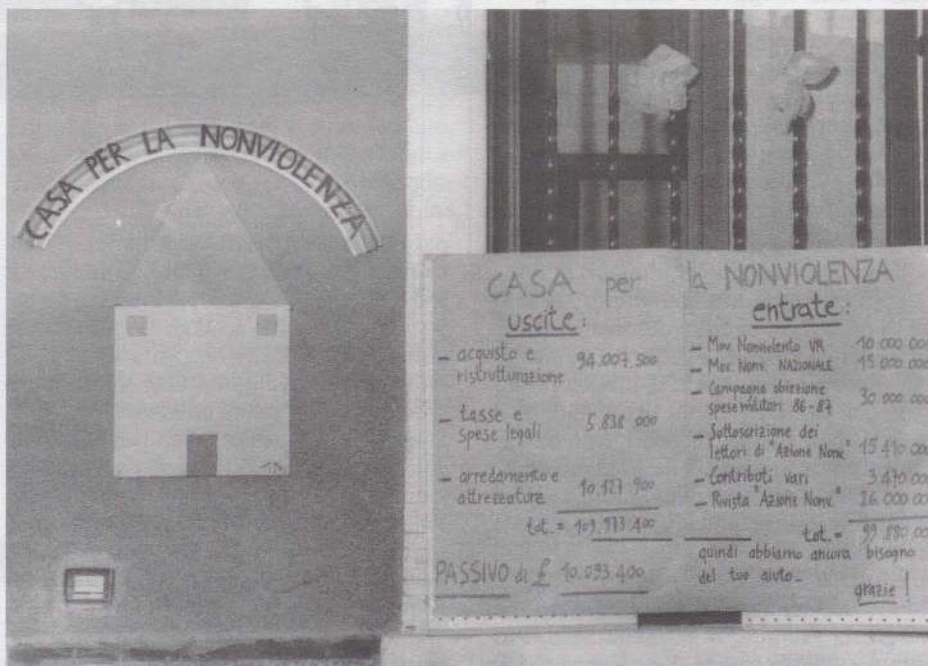 CASA PER LA NONVIOLENZA
CASA per la NONVIOLENZA
uscite:
- acquisto e
ristrutturazione 94.007.500
- tasse e
spese legali 5.838 000
- arredamento e
attrezzature 10.127.900
tot. = 109.973.400
PASSIVO di £ 10.093.400
entrate:
- Mov. Nonviolento VR 10 000 000
- Mov. Nonv. NAZIONALE 15 000 000
- Campagna obiezione
spese militari 86-87 30 000 000
- Sottoscrizione dei
lettori di "Azione Nonv." 15 410 000
- Contributi vari 3 470 000
- Rivista "Azione Nonv." 26 000 000
tot. = 99.880 000
quindi abbiamo ancora bisogno
del tuo aiuto_
grazie!